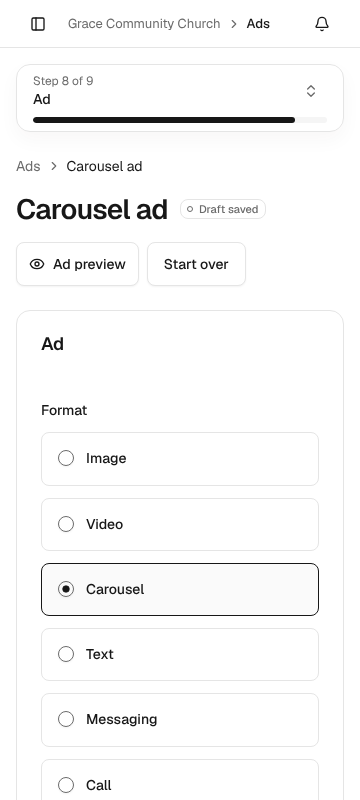 Grace Community Church > Ads
Step 8 of 9
Ad
Ads > Carousel ad
Carousel ad
Draft saved
Ad preview
Start over
Ad
Format
Image
Video
Carousel
Text
Messaging
Call